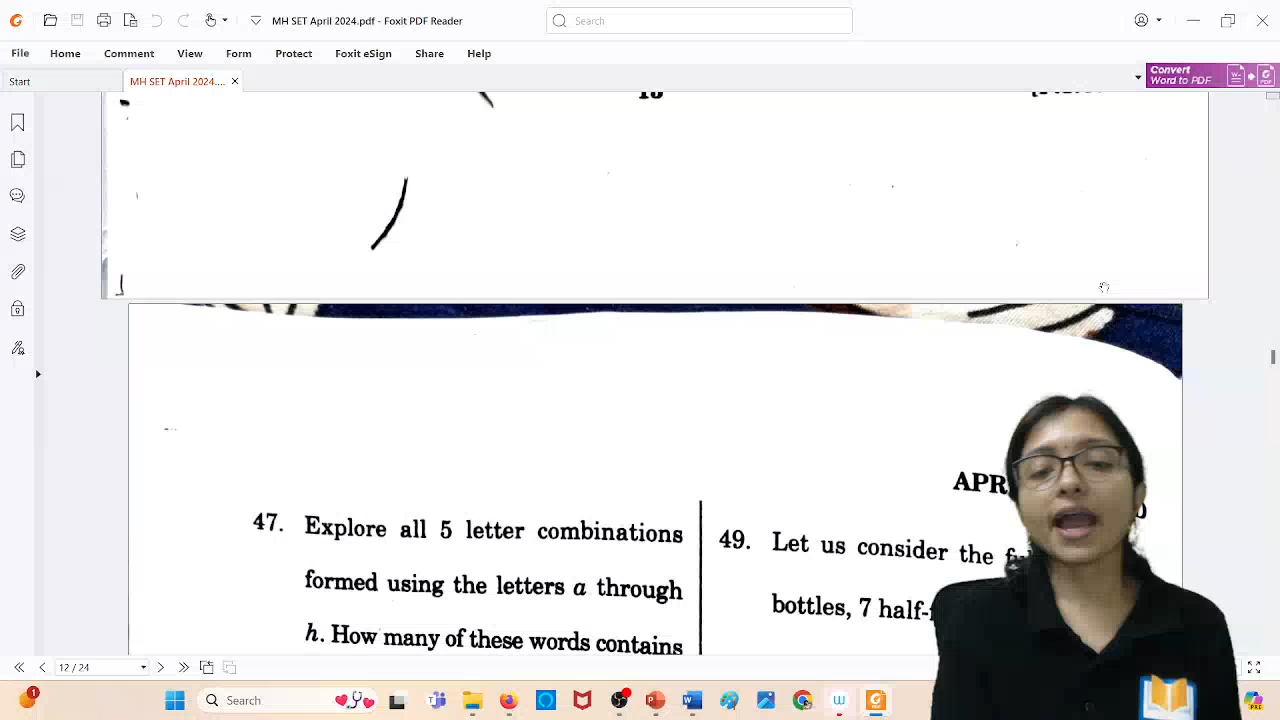 MH SET April 2024.pdf - Foxit PDF Reader
Search
File Home Comment View Form Protect Foxit eSign Share Help
Start
MH SET April 2024....
Convert
Word to PDF
47. Explore all 5 letter combinations
formed using the letters a through
h. How many of these words contains
49. Let us consider the
bottles, 7 half-
12 / 24
1
Search
PRE